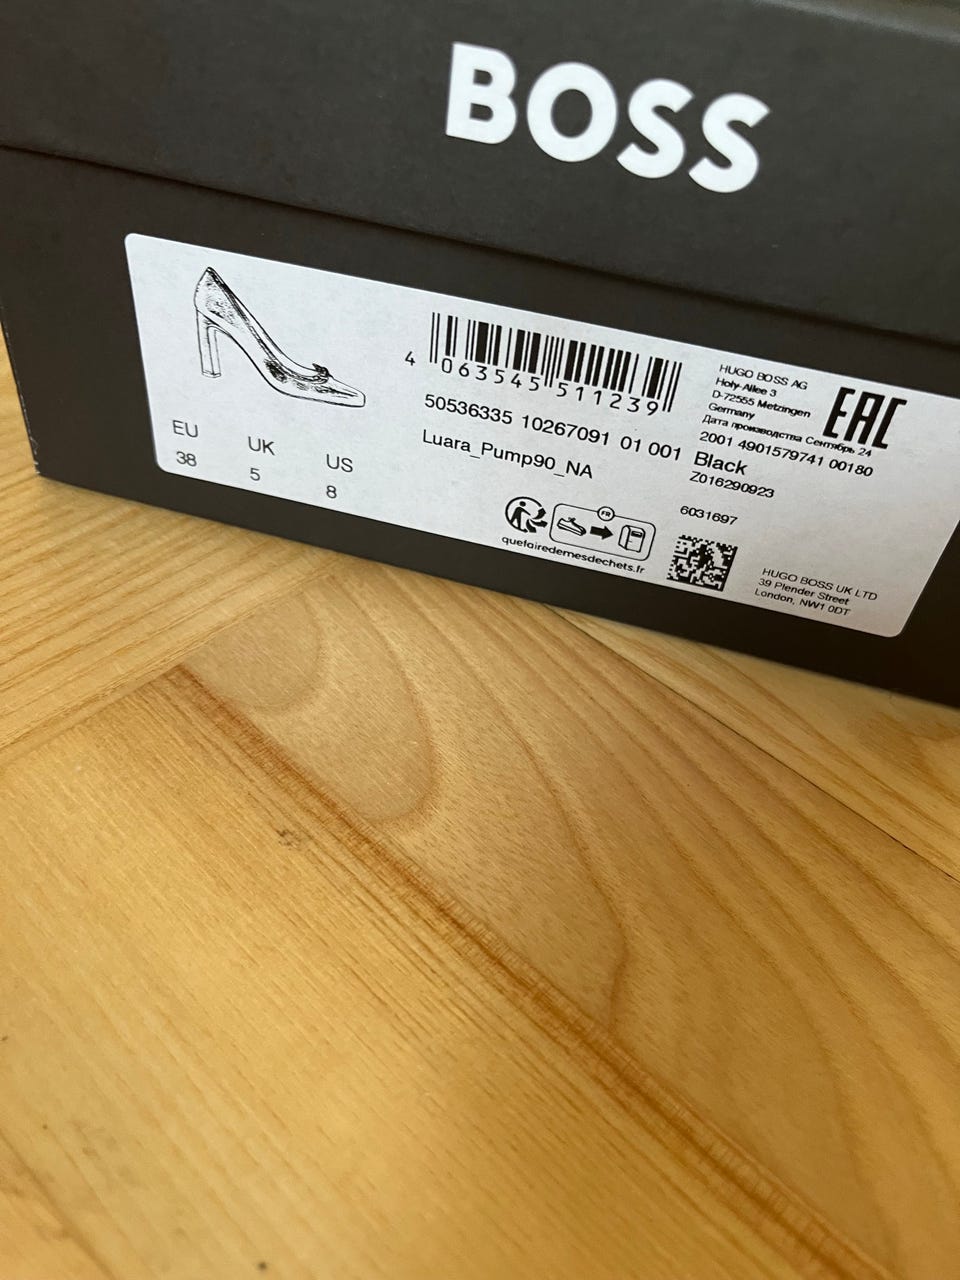 BOSS
EU
38
UK
5
US
8
4 063545 511239
50536335 10267091 01 001
Luara_Pump90_NA
HUGO BOSS AG
Holy-Allee 3
D-72555 Metzingen
Germany
Дата производства Сентябрь 24
2001 4901579741 00180
Black
Z016290923
6031697
EAC
FR
quefairedemesdechets.fr
HUGO BOSS UK LTD
39 Plender Street
London, NW1 0DT